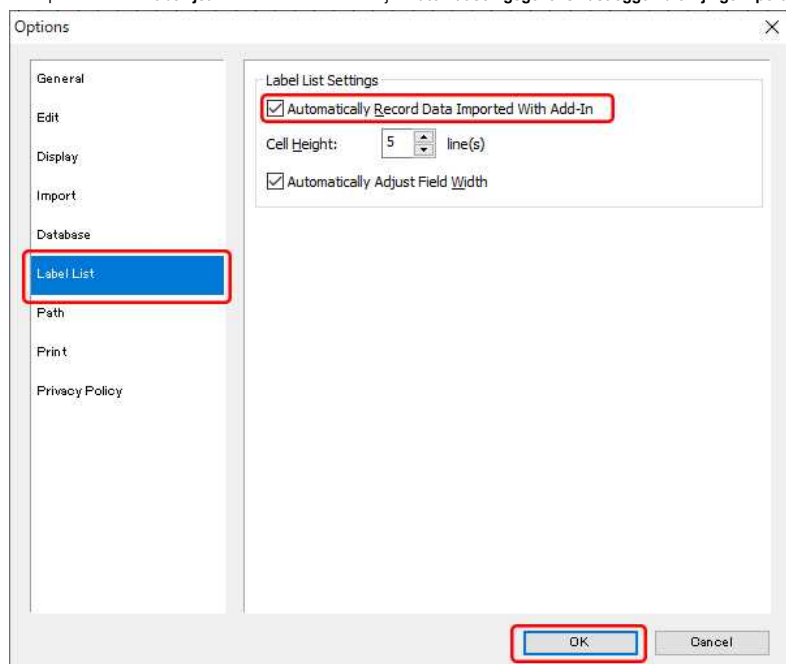 Options
General
Edit
Display
Import
Database
Label List
Path
Print
Privacy Policy
Label List Settings
Automatically Record Data Imported With Add-In
Cell Height: 5 line(s)
Automatically Adjust Field Width
OK Cancel